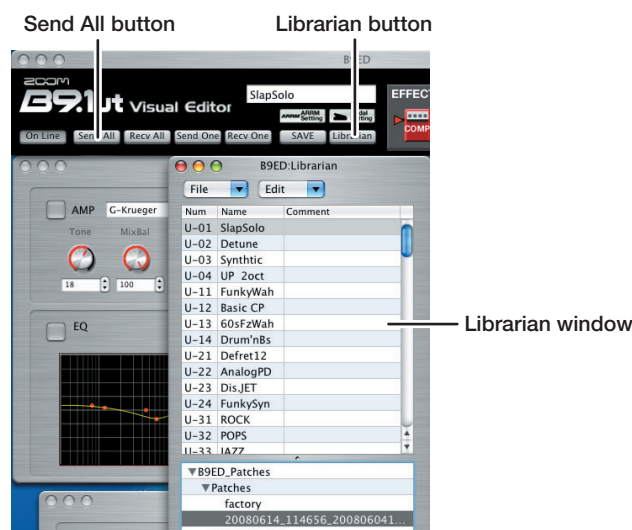 Send All button
Librarian button
B9ED
ZOOM
B9.1ut Visual Editor
SlapSolo
ARRM ARRM Setting
Setting
EFFEC
COMP
On Line Send All Recv All Send One Recv One SAVE Librarian
B9ED:Librarian
File Edit
AMP G-Krueger
Tone MixBal
18 100
EQ
Num Name Comment
U-01 SlapSolo
U-02 Detune
U-03 Synthtic
U-04 UP 2oct
U-11 FunkyWah
U-12 Basic CP
U-13 60sFzWah
U-14 Drum'nBs
U-21 Defret12
U-22 AnalogPD
U-23 Dis.JET
U-24 FunkySyn
U-31 ROCK
U-32 POPS
U-33 JAZZ
Librarian window
B9ED_Patches
Patches
factory
20080614_114656_200806041...